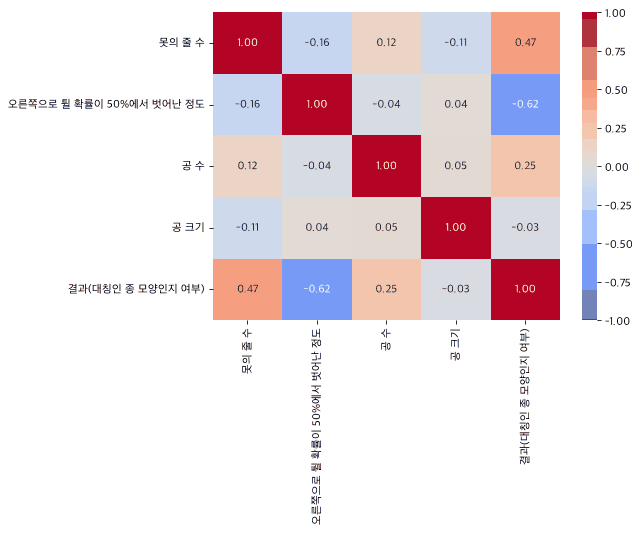 못의 줄 수 1.00 -0.16 0.12 -0.11 0.47
오른쪽으로 튈 확률이 50%에서 벗어난 정도 -0.16 1.00 -0.04 0.04 -0.62
공 수 0.12 -0.04 1.00 0.05 0.25
공 크기 -0.11 0.04 0.05 1.00 -0.03
결과(대칭인 종 모양인지 여부) 0.47 -0.62 0.25 -0.03 1.00
못의 줄 수
오른쪽으로 튈 확률이 50%에서 벗어난 정도
공 수
공 크기
결과(대칭인 종 모양인지 여부)
1.00
0.75
0.50
0.25
0.00
-0.25
-0.50
-0.75
-1.00